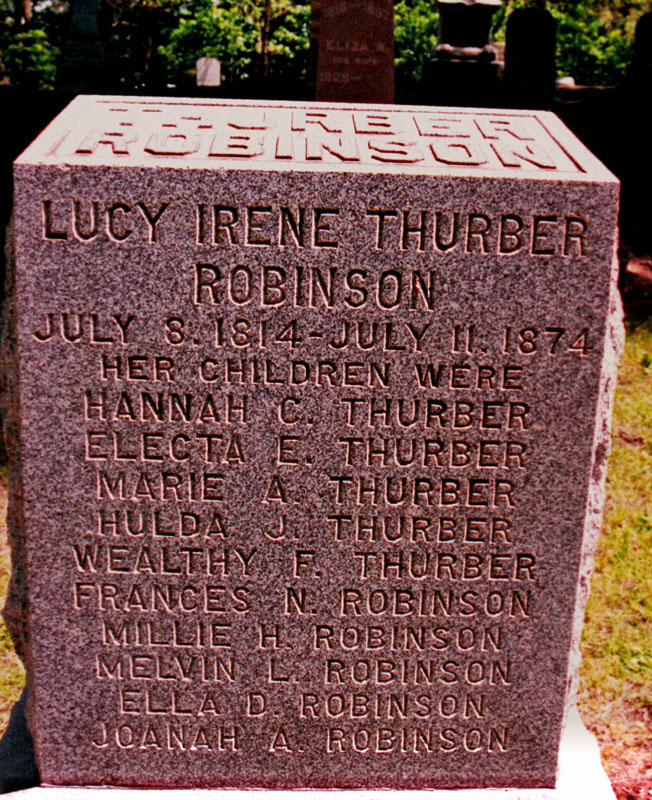 ELIZA A.
THURBER
ROBINSON
LUCY IRENE THURBER
ROBINSON
JULY 8. 1814 - JULY 11. 1874
HER CHILDREN WERE
HANNAH C. THURBER
ELECTA E. THURBER
MARIE A. THURBER
HULDA J. THURBER
WEALTHY F. THURBER
FRANCES N. ROBINSON
MILLIE H. ROBINSON
MELVIN L. ROBINSON
ELLA D. ROBINSON
JOANAH A. ROBINSON